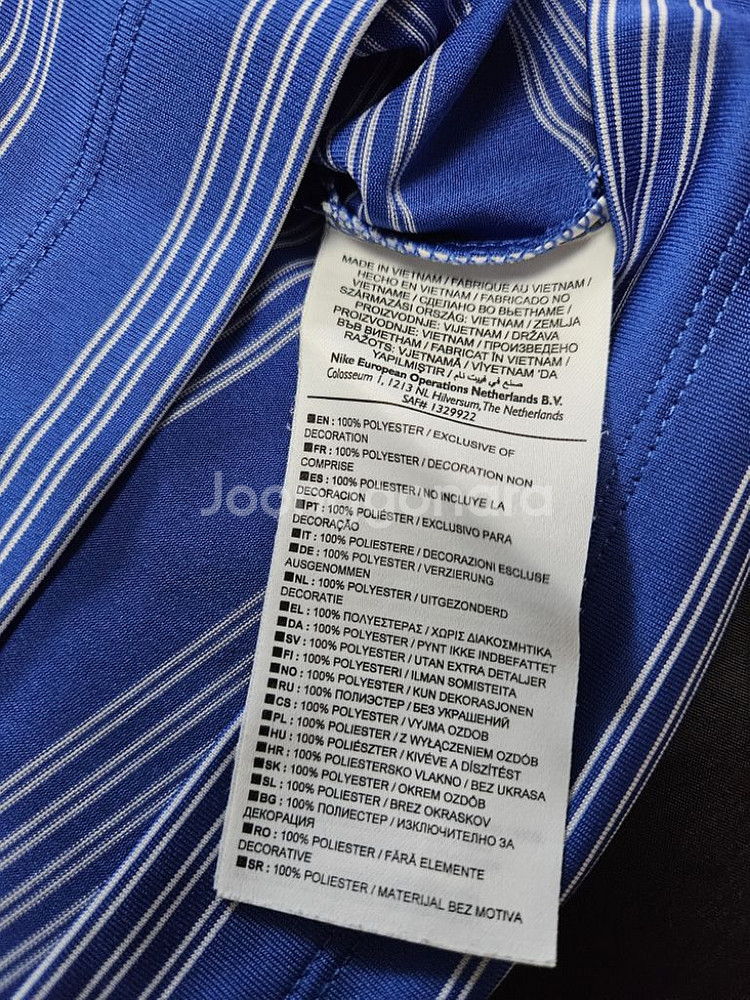 MADE IN VIETNAM / FABRIQUE AU VIETNAM /
HECHO EN VIETNAM / FABRICADO NO
VIETNAME / СДЕЛАНО ВО ВЬЕТНАМЕ /
SZÁRMAZÁSI ORSZÁG: VIETNAM / ZEMLJA
PROIZVODNJE: VIJETNAM / DRŽAVA
PROIZVODNJE: VIETNAM / ПРОИЗВЕДЕНО
ВЪВ ВИЕТНАМ / FABRICAT ÎN VIETNAM /
RAŽOTS: VJETNAMĀ / VİYETNAM 'DA
YAPILMIŞTIR / صنع في فييت نام
Nike European Operations Netherlands B.V.
Colosseum 1, 1213 NL Hilversum, The Netherlands
SAF# 1329922
■EN : 100% POLYESTER / EXCLUSIVE OF
DECORATION
■FR : 100% POLYESTER / DECORATION NON
COMPRISE
■ES : 100% POLIESTER / NO INCLUYE LA
DECORACION
■PT : 100% POLIÉSTER / EXCLUSIVO PARA
DECORAÇÃO
■IT : 100% POLIESTERE / DECORAZIONI ESCLUSE
■DE : 100% POLYESTER / VERZIERUNG
AUSGENOMMEN
■NL : 100% POLYESTER / UITGEZONDERD
DECORATIE
■EL : 100% ΠΟΛΥΕΣΤΕΡΑΣ / ΧΩΡΙΣ ΔΙΑΚΟΣΜΗΤΙΚΑ
■DA : 100% POLYESTER / PYNT IKKE INDBEFATTET
■SV : 100% POLYESTER / UTAN EXTRA DETALJER
■FI : 100% POLYESTERI / ILMAN SOMISTEITA
■NO : 100% POLYESTER / KUN DEKORASJONEN
■RU : 100% ПОЛИЭСТЕР / БЕЗ УКРАШЕНИЙ
■CS : 100% POLYESTER / VYJMA OZDOB
■PL : 100% POLIESTER / Z WYŁĄCZENIEM OZDÓB
■HU : 100% POLIÉSZTER / KIVÉVE A DÍSZÍTÉST
■HR : 100% POLIESTERSKO VLAKNO / BEZ UKRASA
■SK : 100% POLYESTER / OKREM OZDÔB
■SL : 100% POLIESTER / BREZ OKRASKOV
■BG : 100% ПОЛИЕСТЕР / ИЗКЛЮЧИТЕЛНО ЗА
ДЕКОРАЦИЯ
■RO : 100% POLIESTER / FĂRĂ ELEMENTE
DECORATIVE
■SR : 100% POLIESTER / MATERIJAL BEZ MOTIVA
Joonggonara